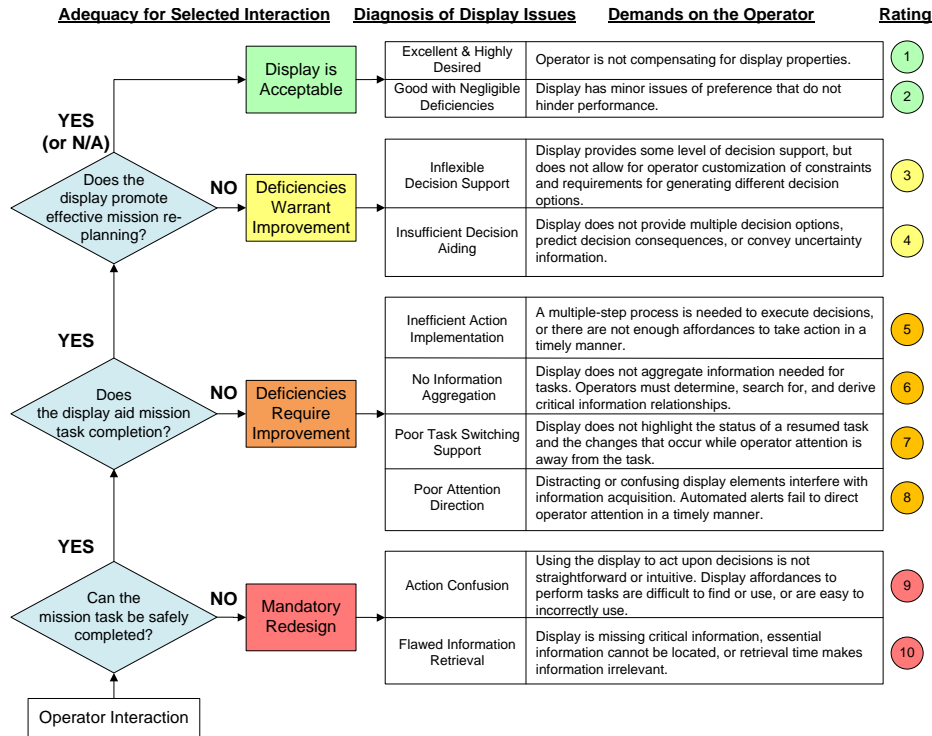 Adequacy for Selected Interaction
Diagnosis of Display Issues
Demands on the Operator
Rating
Display is
Acceptable
Excellent & Highly
Desired
Operator is not compensating for display properties.
1
Good with Negligible
Deficiencies
Display has minor issues of preference that do not
hinder performance.
2
YES
(or N/A)
Does the
display promote
effective mission re-
planning?
NO
Deficiencies
Warrant
Improvement
Inflexible
Decision Support
Display provides some level of decision support, but
does not allow for operator customization of constraints
and requirements for generating different decision
options.
3
Insufficient Decision
Aiding
Display does not provide multiple decision options,
predict decision consequences, or convey uncertainty
information.
4
YES
Does
the display aid mission
task completion?
NO
Deficiencies
Require
Improvement
Inefficient Action
Implementation
A multiple-step process is needed to execute decisions,
or there are not enough affordances to take action in a
timely manner.
5
No Information
Aggregation
Display does not aggregate information needed for
tasks. Operators must determine, search for, and derive
critical information relationships.
6
Poor Task Switching
Support
Display does not highlight the status of a resumed task
and the changes that occur while operator attention is
away from the task.
7
Poor Attention
Direction
Distracting or confusing display elements interfere with
information acquisition. Automated alerts fail to direct
operator attention in a timely manner.
8
YES
Can the
mission task be safely
completed?
NO
Mandatory
Redesign
Action Confusion
Using the display to act upon decisions is not
straightforward or intuitive. Display affordances to
perform tasks are difficult to find or use, or are easy to
incorrectly use.
9
Flawed Information
Retrieval
Display is missing critical information, essential
information cannot be located, or retrieval time makes
information irrelevant.
10
Operator Interaction